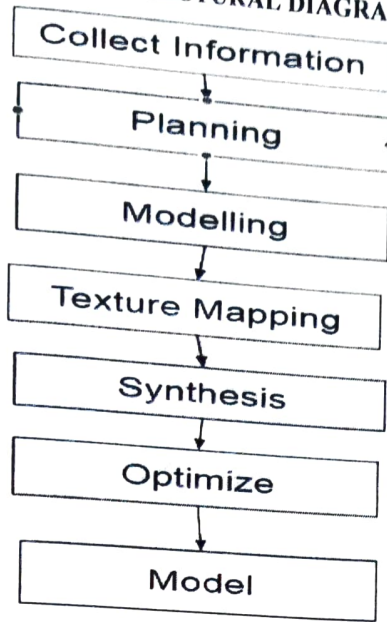 Collect Information
Planning
Modelling
Texture Mapping
Synthesis
Optimize
Model